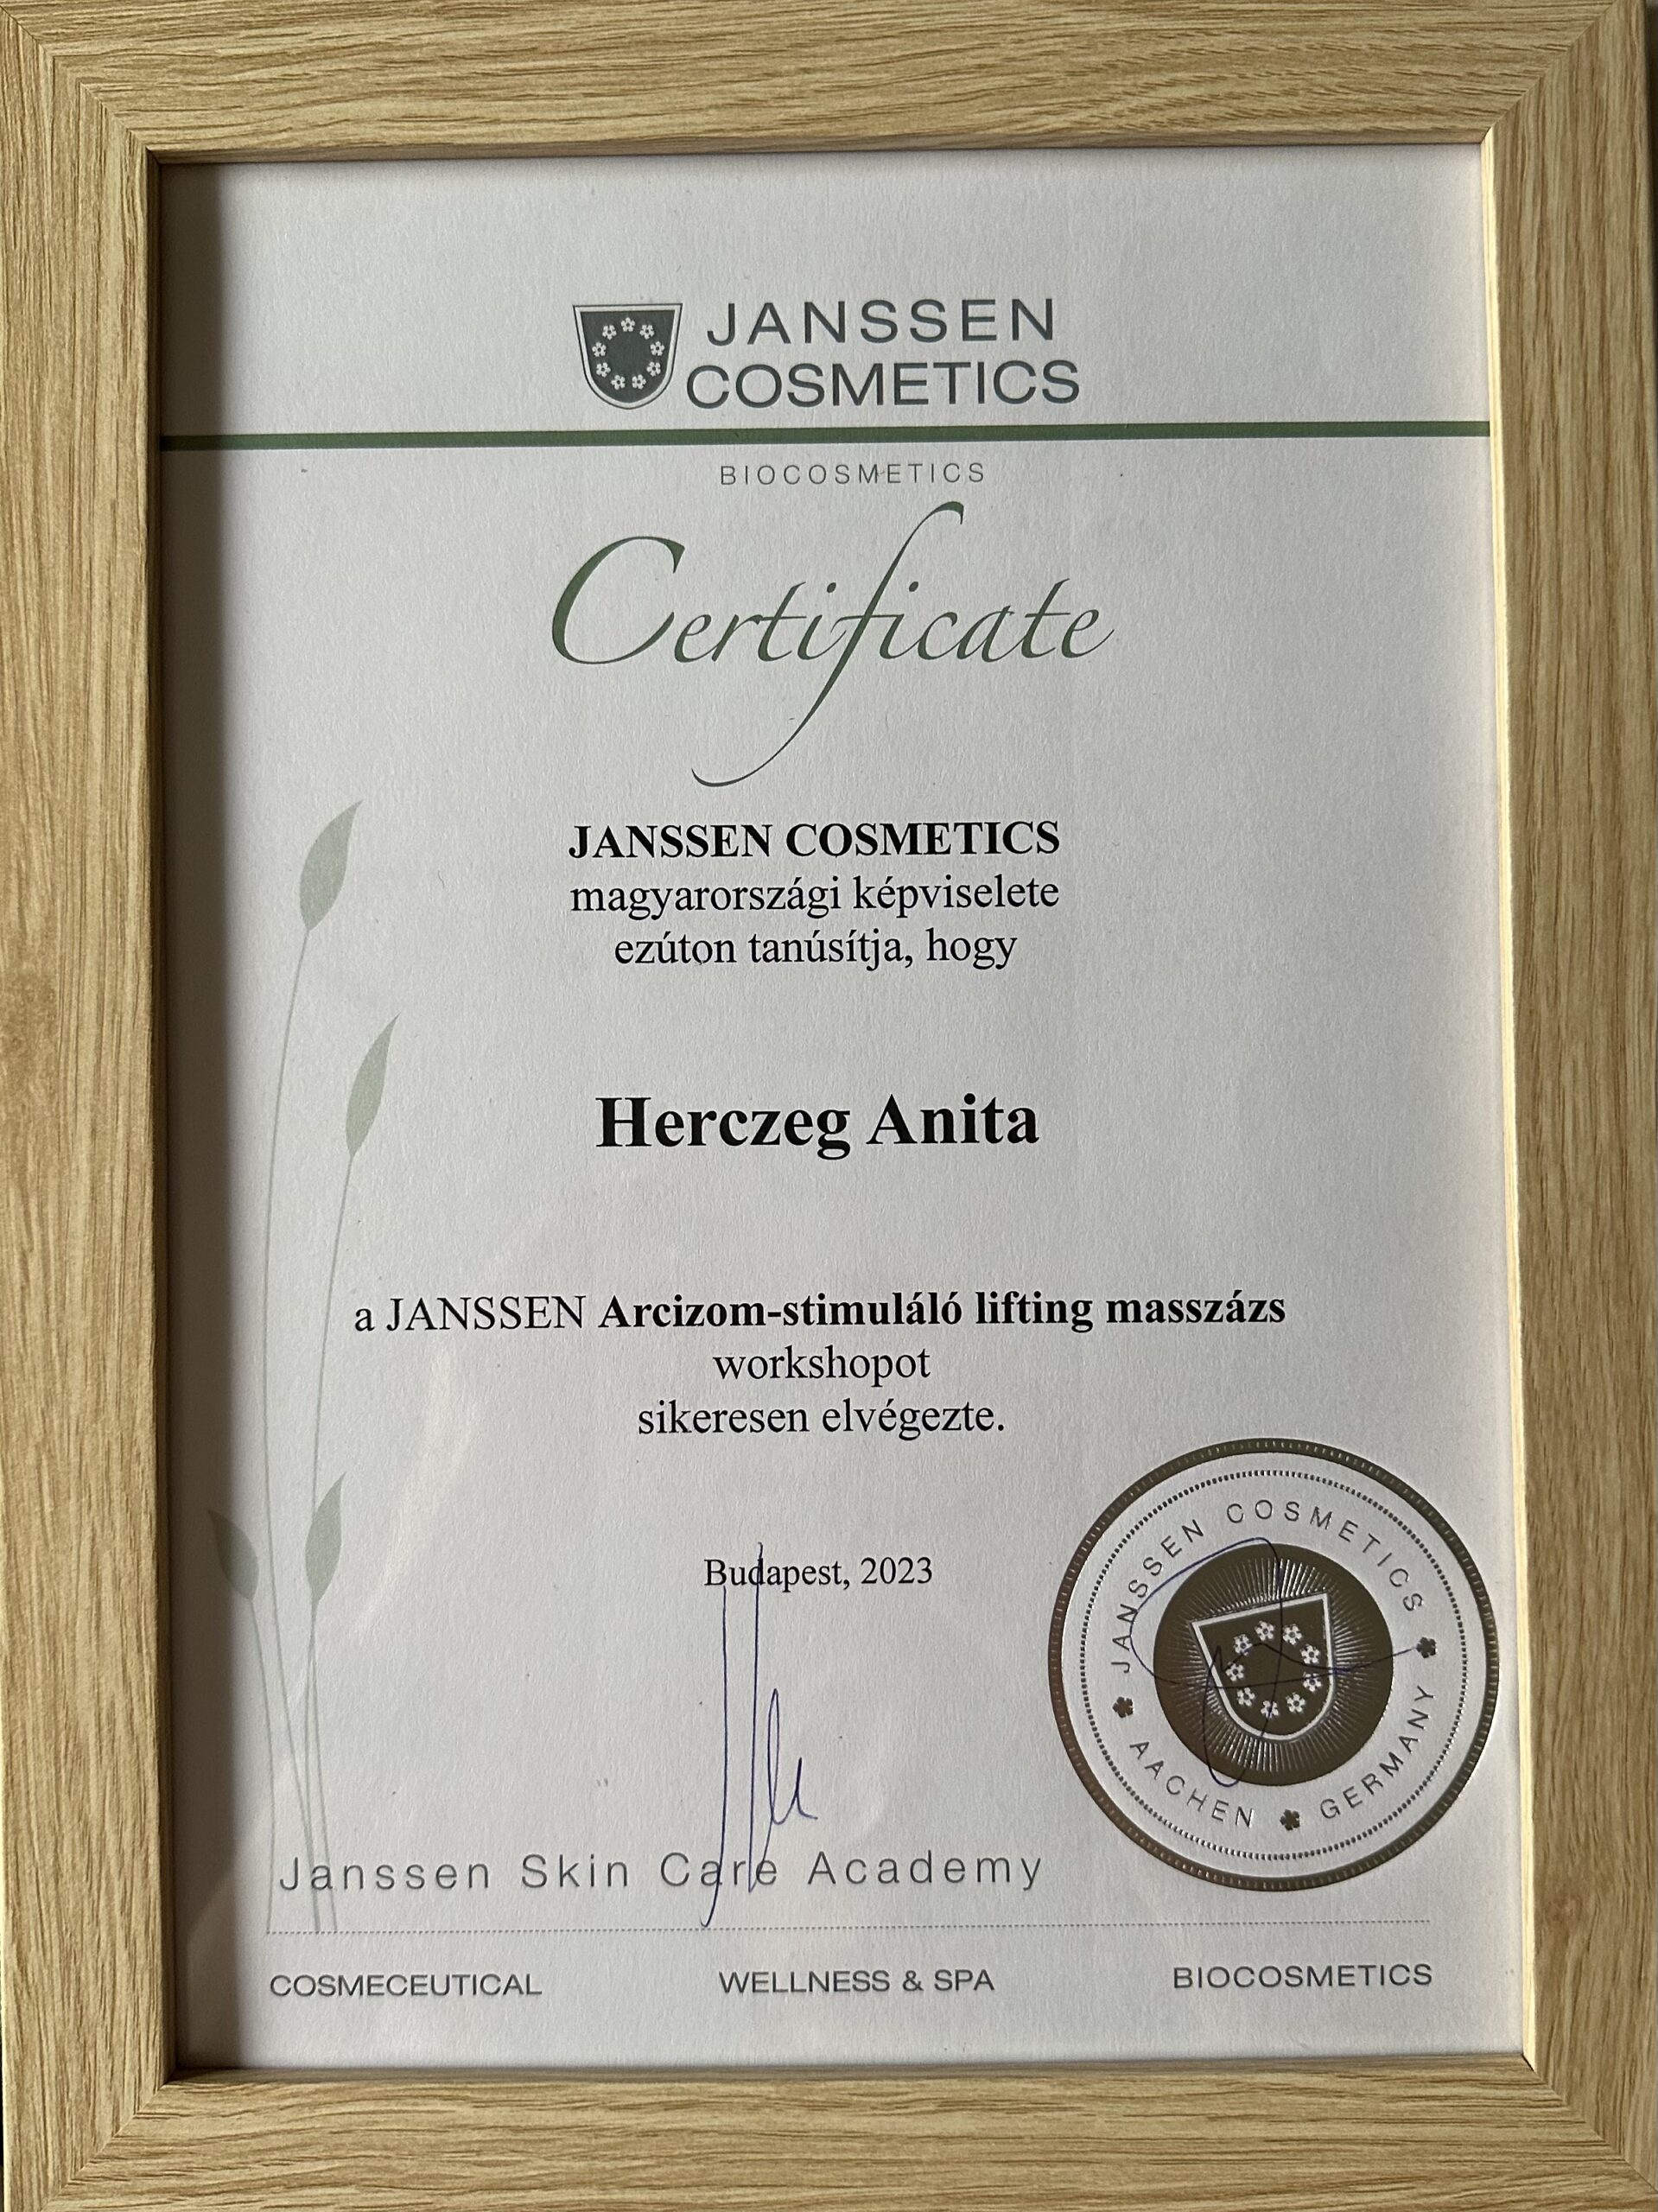 JANSSEN
COSMETICS
BIOCOSMETICS
Certificate
JANSSEN COSMETICS
magyarországi képviselete
ezúton tanúsítja, hogy
Herczeg Anita
a JANSSEN Arcizom-stimuláló lifting masszázs
workshopot
sikeresen elvégezte.
Budapest, 2023
JANSSEN COSMETICS
AACHEN GERMANY
Janssen Skin Care Academy
COSMECEUTICAL WELLNESS & SPA BIOCOSMETICS